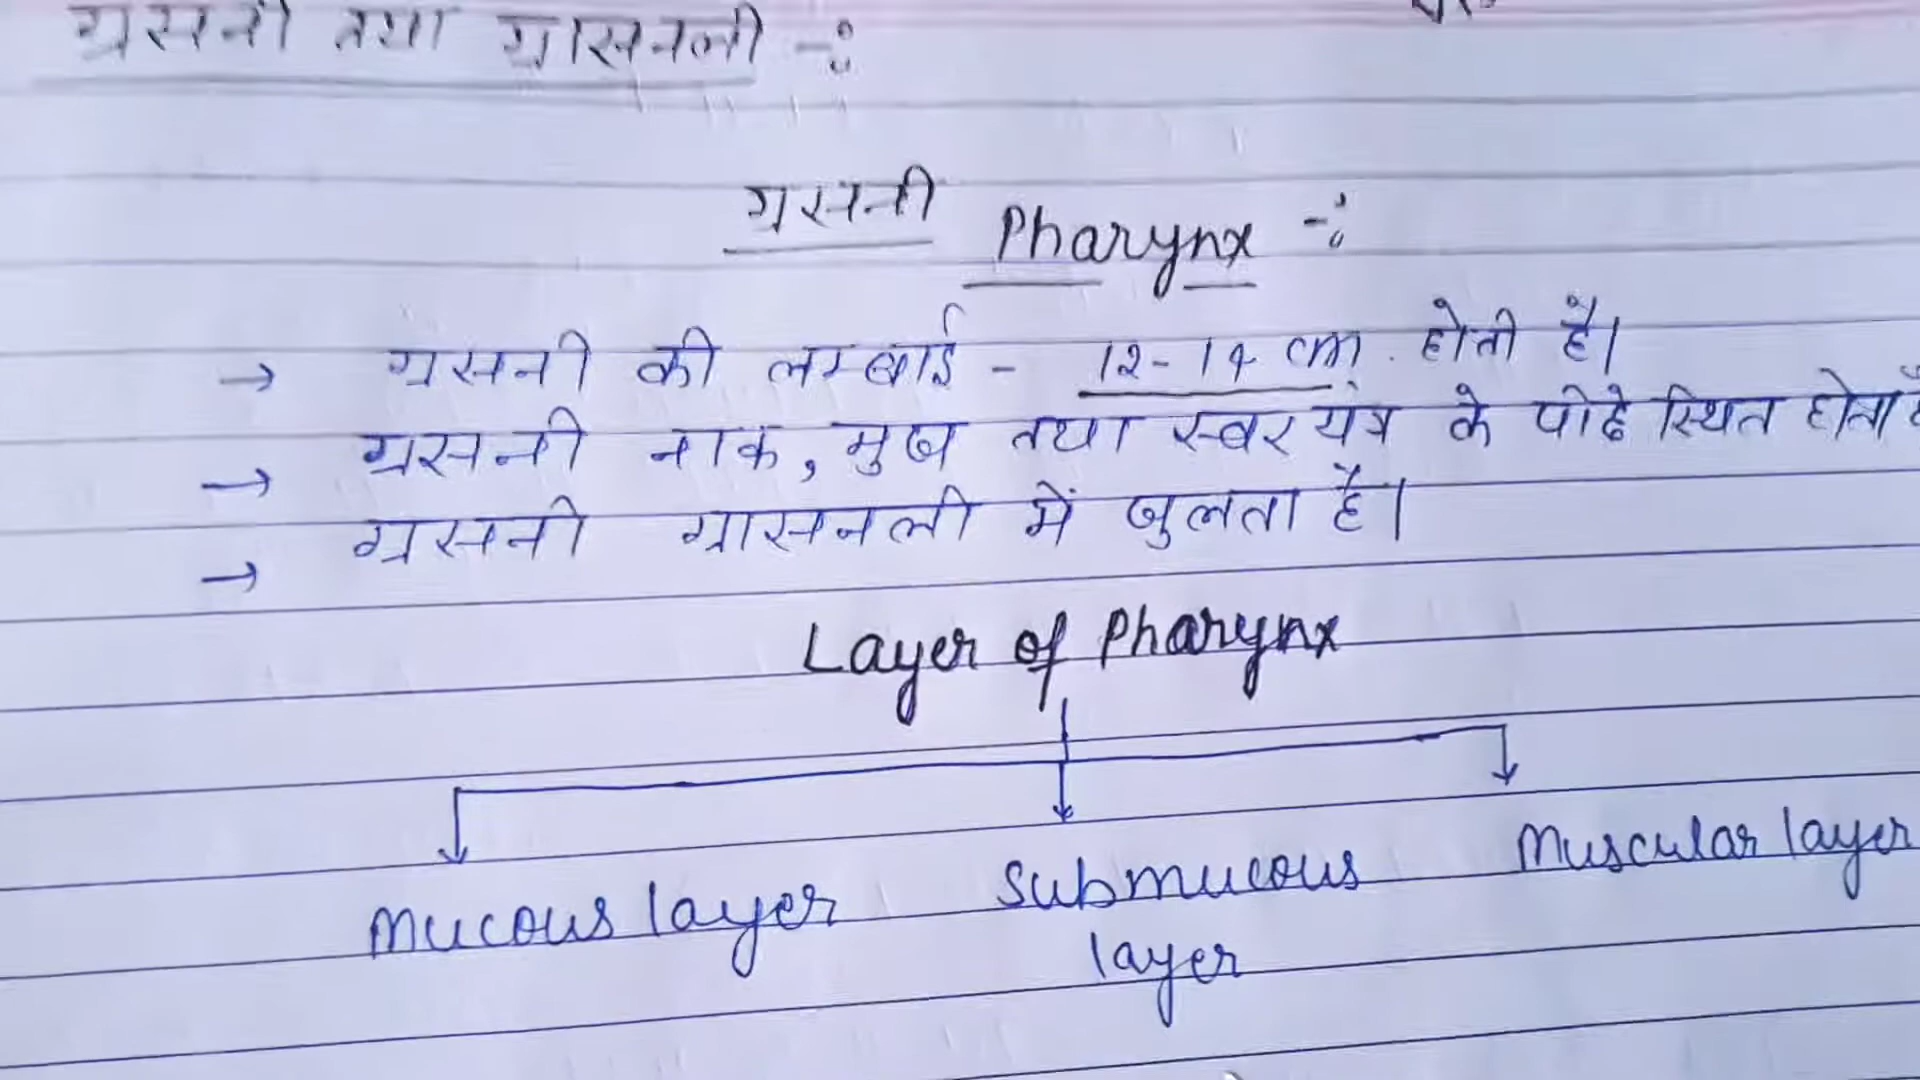 ग्रसनी तथा ग्रासनली -:
ग्रसनी Pharynx -:
→ ग्रसनी की लम्बाई - 12-14 cm. होती है।
→ ग्रसनी नाक, मुख तथा स्वरयंत्र के पीढे स्थित होता है
→ ग्रसनी ग्रासनली में खुलता है।
Layer of Pharynx
Mucous layer Submucous layer Muscular layer